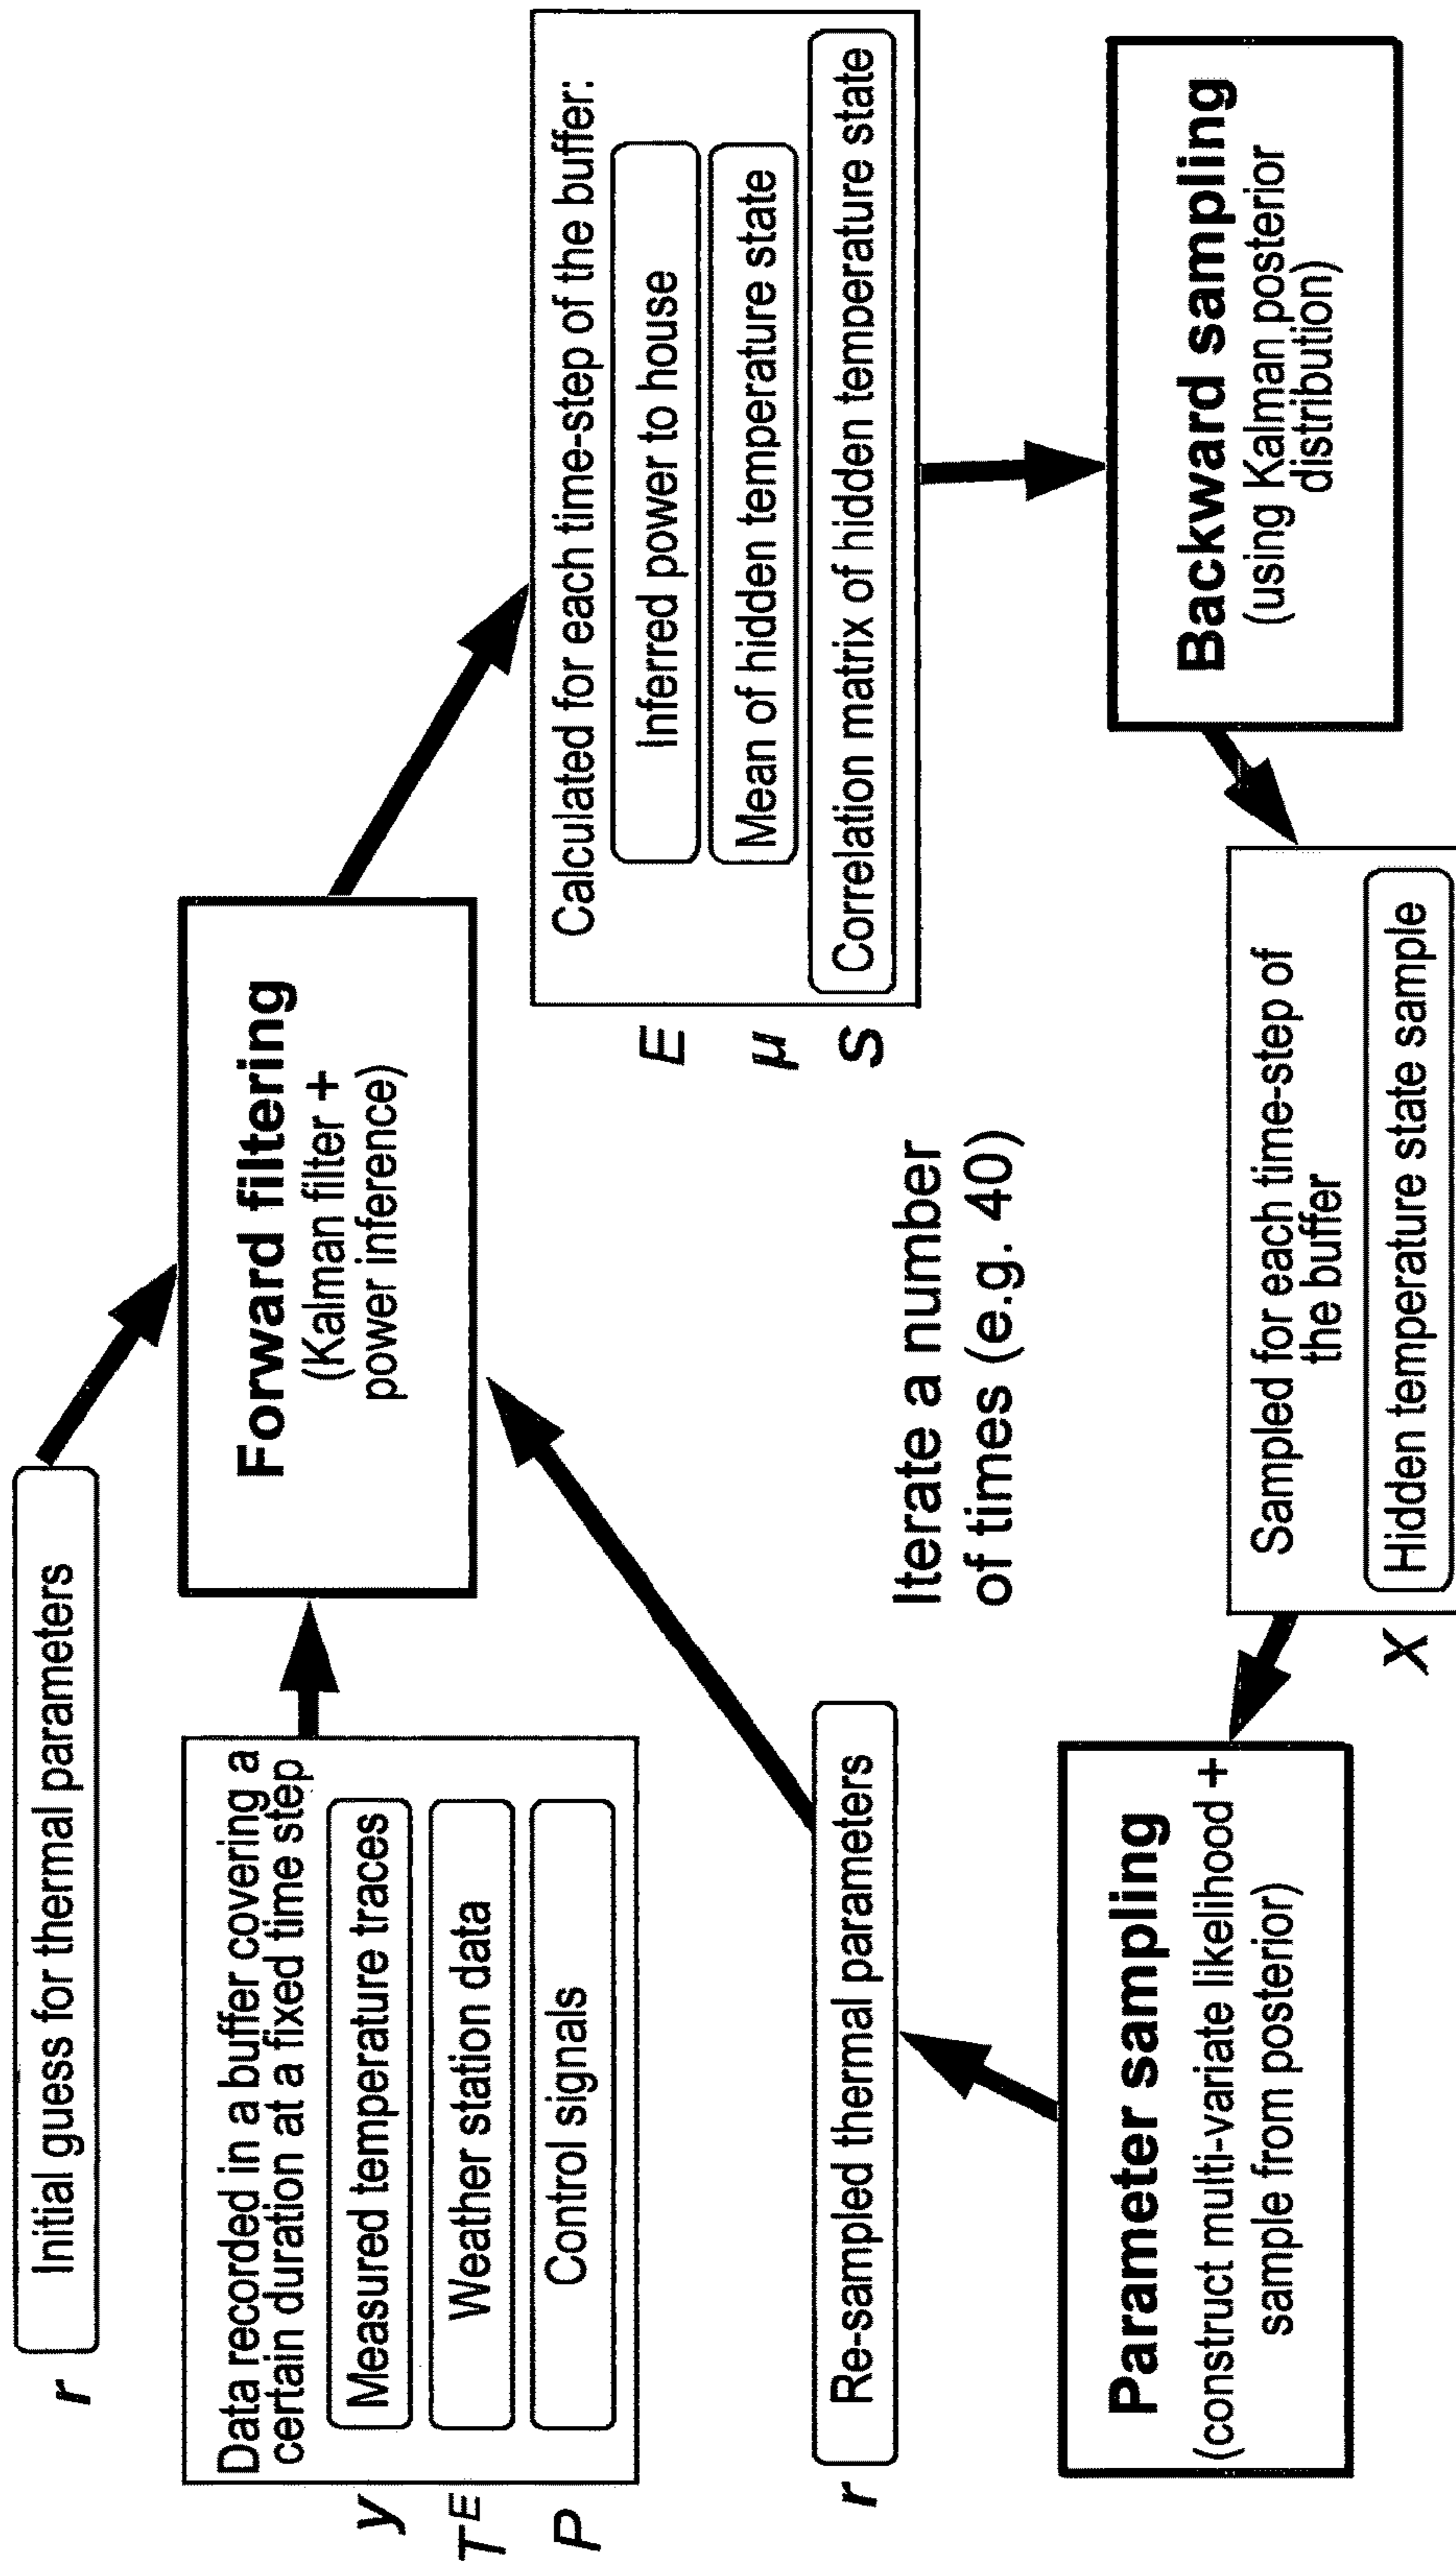 r
Initial guess for thermal parameters
Data recorded in a buffer covering a
certain duration at a fixed time step
y
Measured temperature traces
T^E
Weather station data
P
Control signals
Forward filtering
(Kalman filter +
power inference)
Calculated for each time-step of the buffer:
E
Inferred power to house
μ
Mean of hidden temperature state
S
Correlation matrix of hidden temperature state
r
Re-sampled thermal parameters
Iterate a number
of times (e.g. 40)
Parameter sampling
(construct multi-variate likelihood +
sample from posterior)
Sampled for each time-step of
the buffer
X
Hidden temperature state sample
Backward sampling
(using Kalman posterior
distribution)